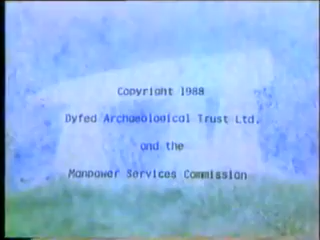 Copyright 1988
Dyfed Archaeological Trust Ltd.
and the
Manpower Services Commission